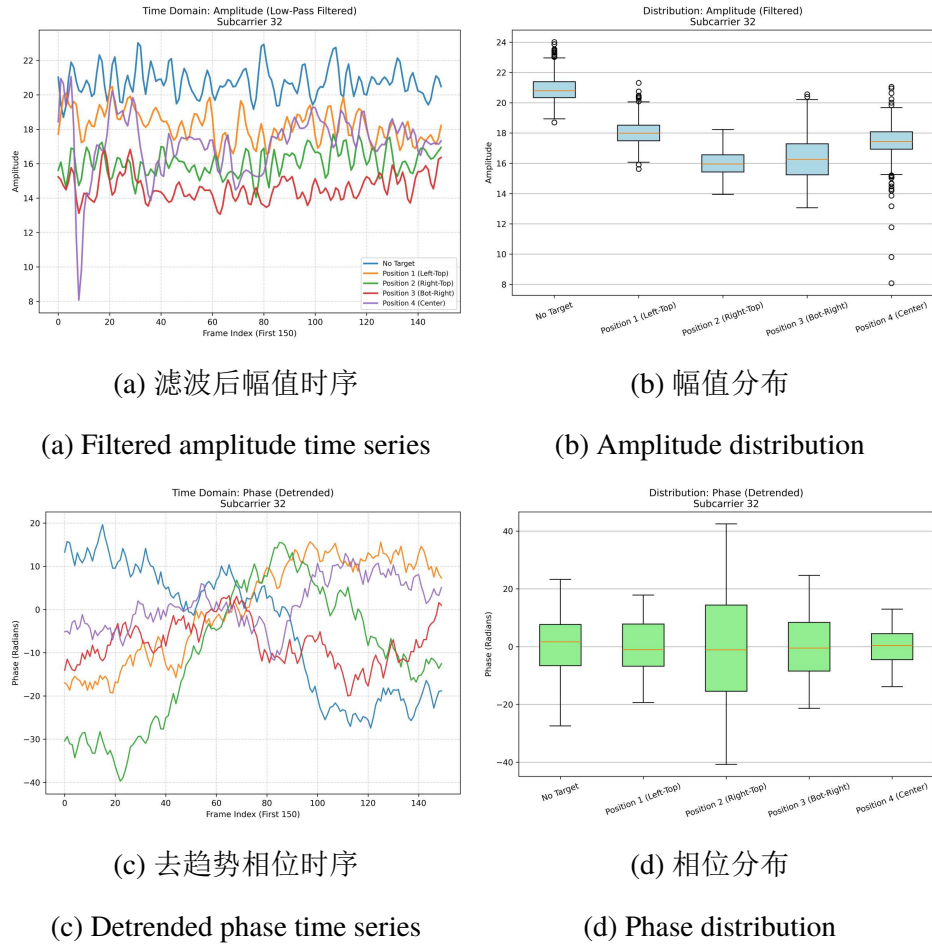 Time Domain: Amplitude (Low-Pass Filtered)
Subcarrier 32
Amplitude
22
20
18
16
14
12
10
8
0
20
40
60
80
100
120
140
Frame Index (First 150)
No Target
Position 1 (Left-Top)
Position 2 (Right-Top)
Position 3 (Bot-Right)
Position 4 (Center)
Distribution: Amplitude (Filtered)
Subcarrier 32
Amplitude
24
22
20
18
16
14
12
10
8
No Target
Position 1 (Left-Top)
Position 2 (Right-Top)
Position 3 (Bot-Right)
Position 4 (Center)
(a) 滤波后幅值时序
(b) 幅值分布
(a) Filtered amplitude time series
(b) Amplitude distribution
Time Domain: Phase (Detrended)
Subcarrier 32
Phase (Radians)
20
10
0
−10
−20
−30
−40
0
20
40
60
80
100
120
140
Frame Index (First 150)
Distribution: Phase (Detrended)
Subcarrier 32
Phase (Radians)
40
20
0
−20
−40
No Target
Position 1 (Left-Top)
Position 2 (Right-Top)
Position 3 (Bot-Right)
Position 4 (Center)
(c) 去趋势相位时序
(d) 相位分布
(c) Detrended phase time series
(d) Phase distribution